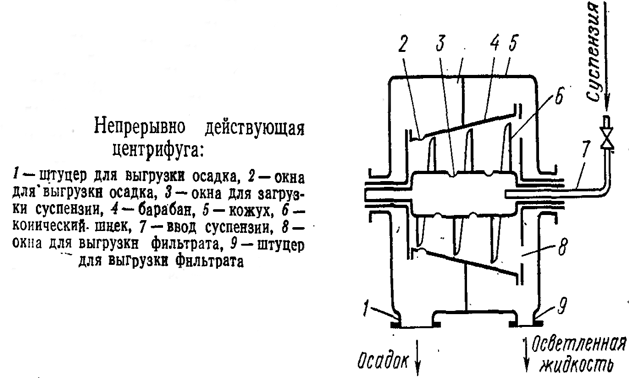 Непрерывно действующая
центрифуга:
1 — штуцер для выгрузки осадка, 2 — окна
для выгрузки осадка, 3 — окна для загруз-
ки суспензии, 4 — барабан, 5 — кожух, 6 —
конический шнек, 7 — ввод суспензии, 8 —
окна для выгрузки фильтрата, 9 — штуцер
для выгрузки фильтрата
2 3 4 5
Суспензия
6
7
8
1
9
Осадок
Осветленная
жидкость